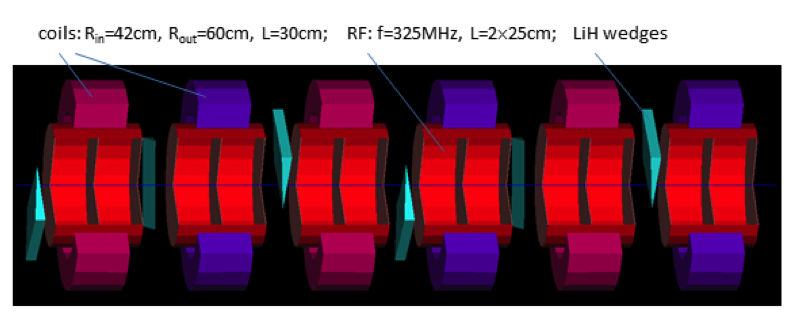 coils: Rin=42cm, Rout=60cm, L=30cm; RF: f=325MHz, L=2×25cm; LiH wedges